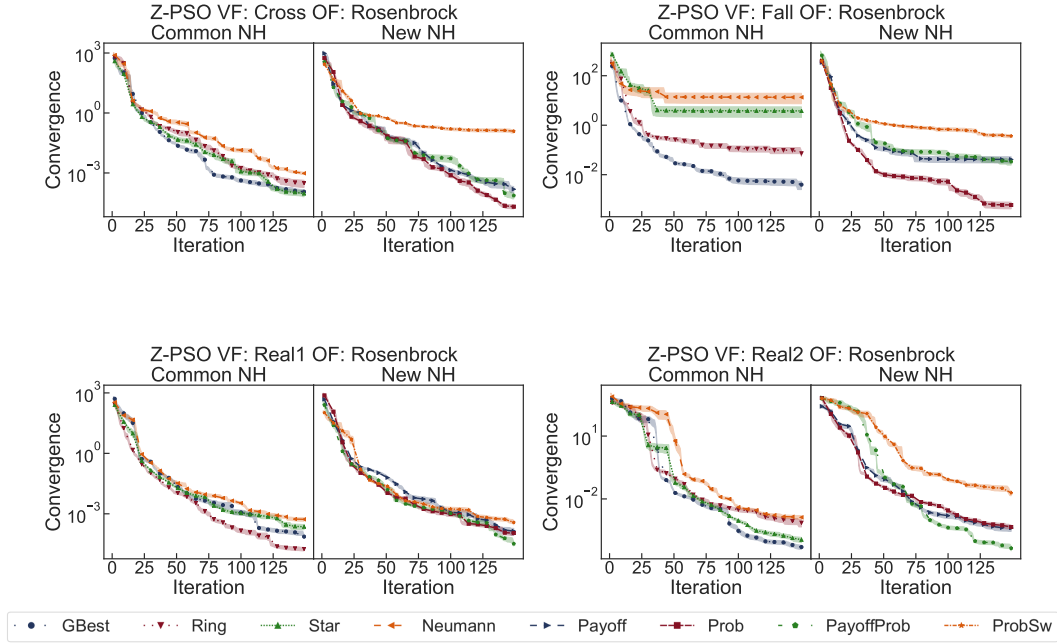 Z-PSO VF: Cross OF: Rosenbrock
Common NH New NH
Convergence
10^3
10^0
10^-3
0 25 50 75 100 125 0 25 50 75 100 125
Iteration Iteration
Z-PSO VF: Fall OF: Rosenbrock
Common NH New NH
Convergence
10^2
10^0
10^-2
0 25 50 75 100 125 0 25 50 75 100 125
Iteration Iteration
Z-PSO VF: Real1 OF: Rosenbrock
Common NH New NH
Convergence
10^3
10^0
10^-3
0 25 50 75 100 125 0 25 50 75 100 125
Iteration Iteration
Z-PSO VF: Real2 OF: Rosenbrock
Common NH New NH
Convergence
10^1
10^-2
0 25 50 75 100 125 0 25 50 75 100 125
Iteration Iteration
GBest Ring Star Neumann Payoff Prob PayoffProb ProbSw